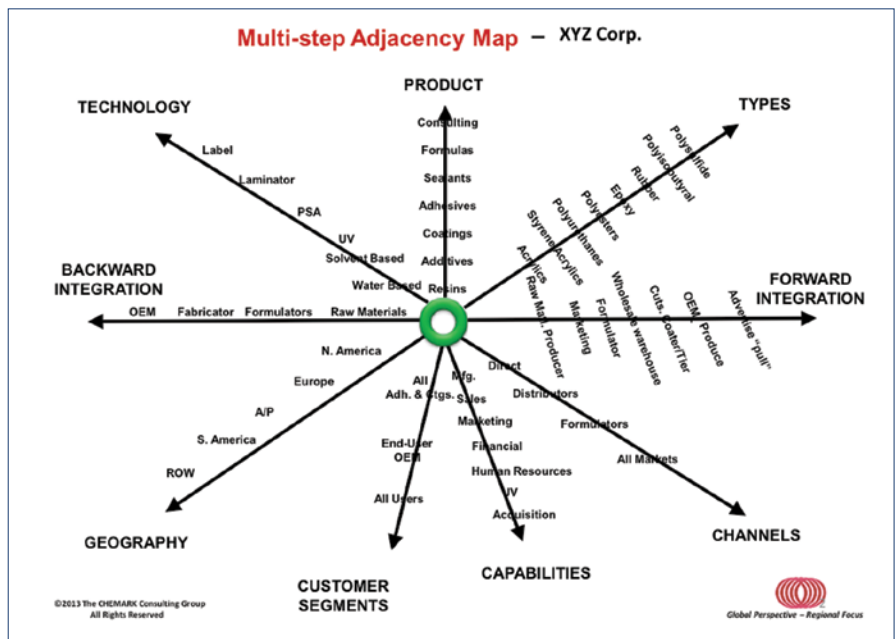 Multi-step Adjacency Map – XYZ Corp.
PRODUCT
TECHNOLOGY
TYPES
Consulting
Formulas
Sealants
Adhesives
Coatings
Additives
Resins
Label
Laminator
PSA
UV
Solvent Based
Water Based
Polysulfide
Polyisobutyral
Rubber
Epoxy
Polyesters
Polyurethanes
Styrene Acrylics
Acrylics
BACKWARD
INTEGRATION
OEM
Fabricator
Formulators
Raw Materials
FORWARD
INTEGRATION
Raw Mat. Producer
Marketing
Formulator
Wholesale warehouse
Cuts. Coater/Tier
OEM, Produce
Advertise "pull"
N. America
Europe
A/P
S. America
ROW
GEOGRAPHY
All
Adh. & Ctgs.
End-User
OEM
All Users
CUSTOMER
SEGMENTS
Mfg.
Sales
Marketing
Financial
Human Resources
JV
Acquisition
CAPABILITIES
Direct
Distributors
Formulators
All Markets
CHANNELS
©2013 The CHEMARK Consulting Group
All Rights Reserved
Global Perspective – Regional Focus